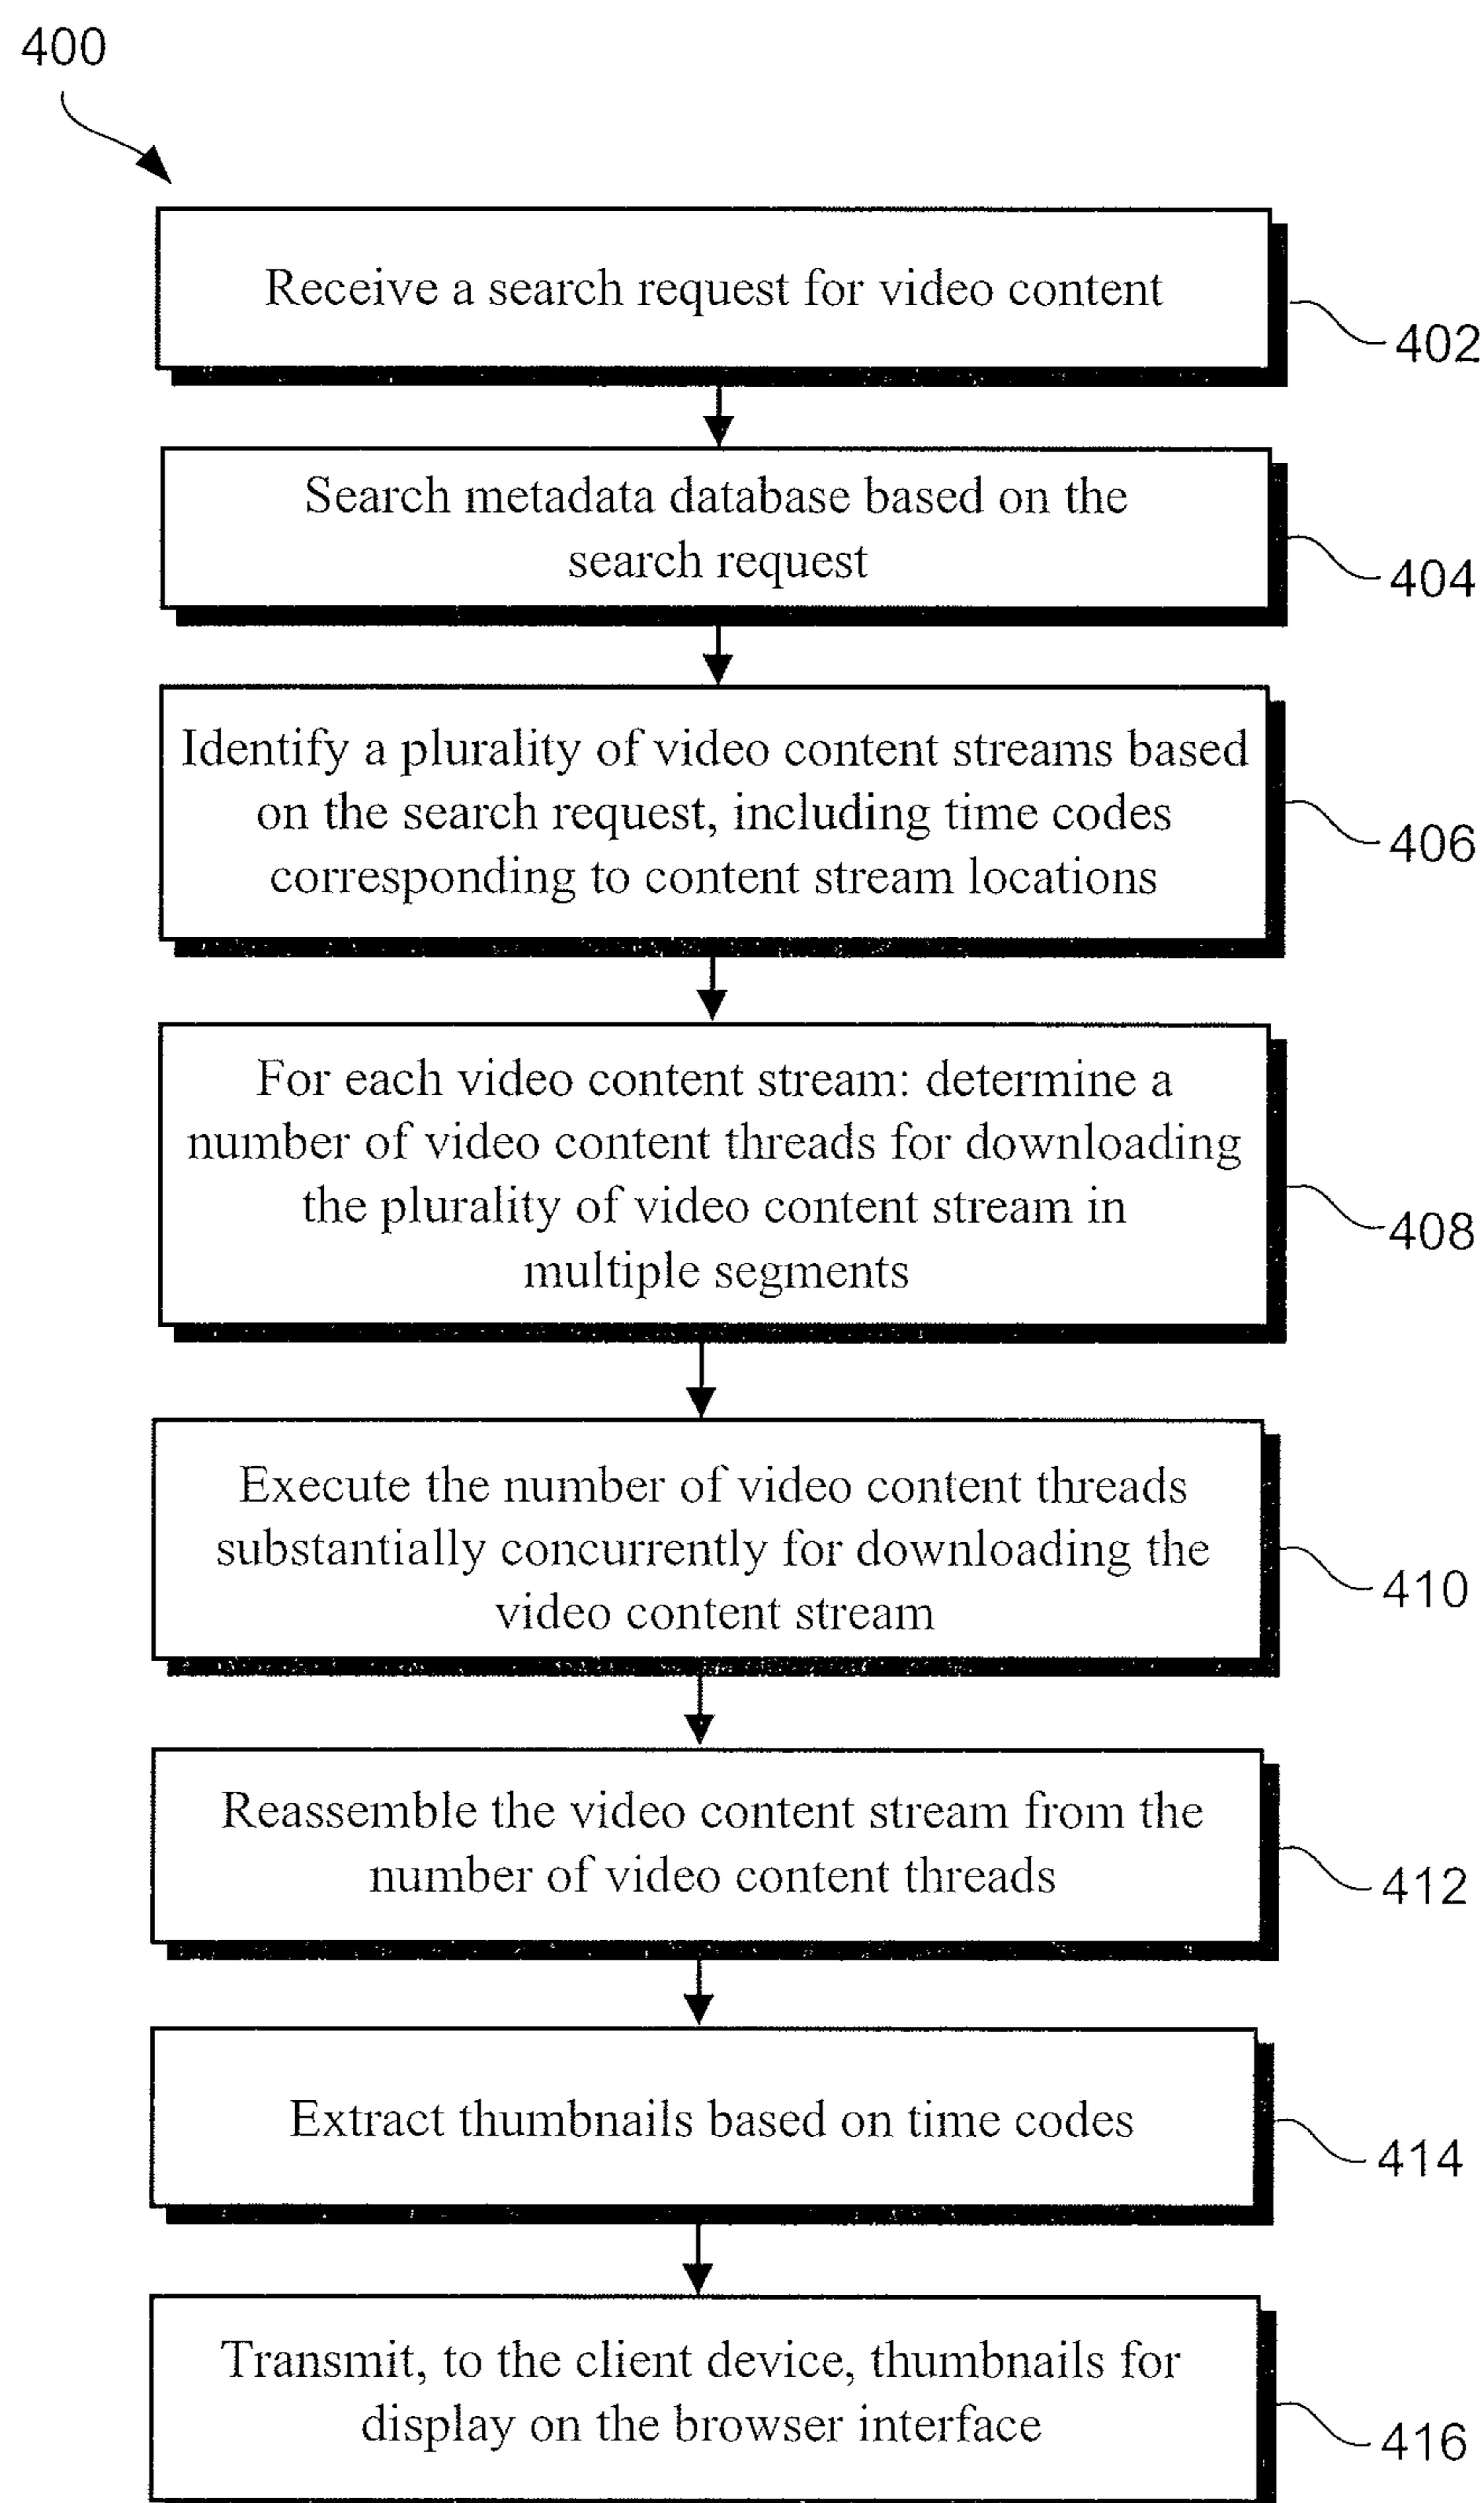 400
Receive a search request for video content
402
Search metadata database based on the
search request
404
Identify a plurality of video content streams based
on the search request, including time codes
corresponding to content stream locations
406
For each video content stream: determine a
number of video content threads for downloading
the plurality of video content stream in
multiple segments
408
Execute the number of video content threads
substantially concurrently for downloading the
video content stream
410
Reassemble the video content stream from the
number of video content threads
412
Extract thumbnails based on time codes
414
Transmit, to the client device, thumbnails for
display on the browser interface
416